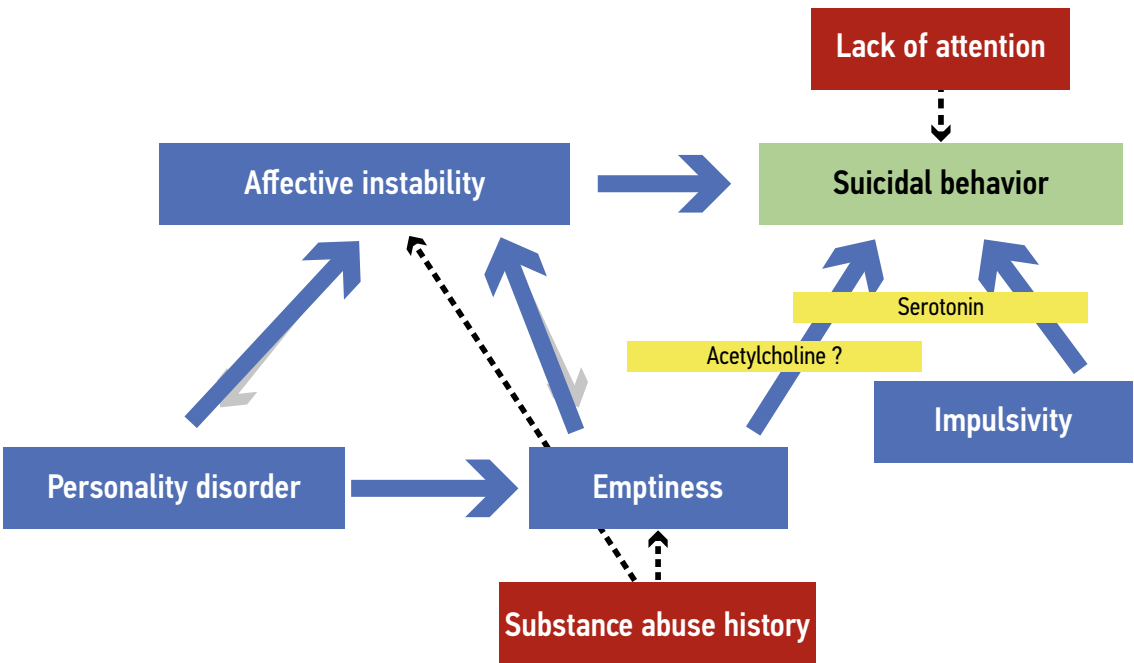 Lack of attention
Affective instability
Suicidal behavior
Serotonin
Acetylcholine ?
Impulsivity
Personality disorder
Emptiness
Substance abuse history